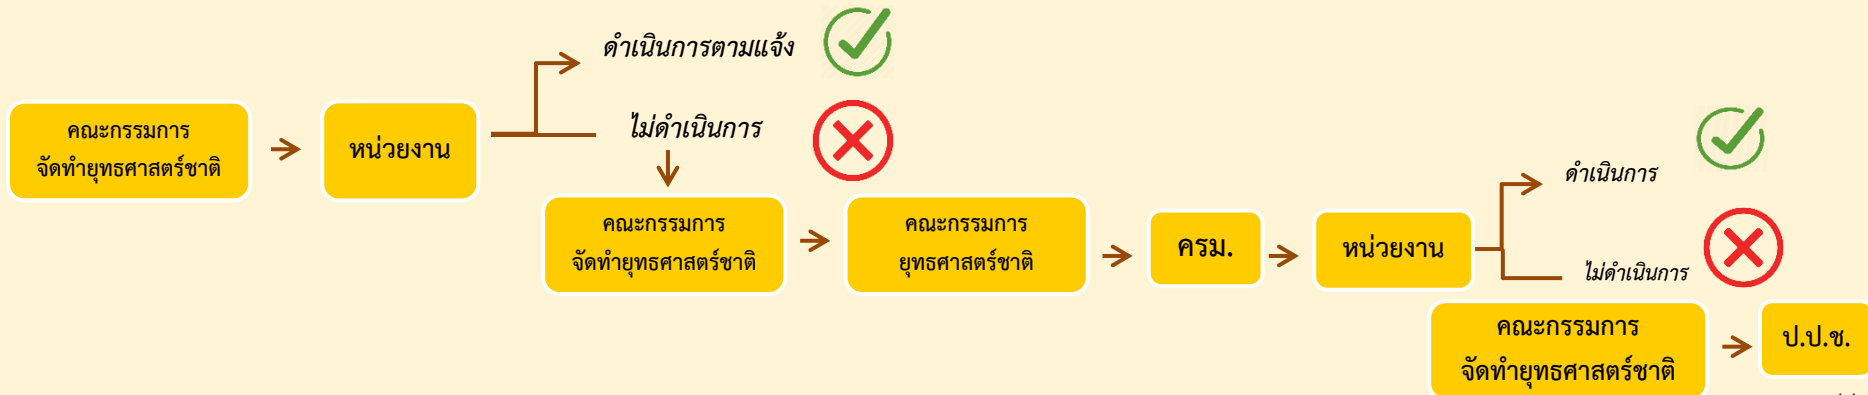 ดำเนินการตามแจ้ง
คณะกรรมการ
จัดทำยุทธศาสตร์ชาติ
หน่วยงาน
ไม่ดำเนินการ
คณะกรรมการ
จัดทำยุทธศาสตร์ชาติ
คณะกรรมการ
ยุทธศาสตร์ชาติ
ครม.
หน่วยงาน
ดำเนินการ
ไม่ดำเนินการ
คณะกรรมการ
จัดทำยุทธศาสตร์ชาติ
ป.ป.ช.